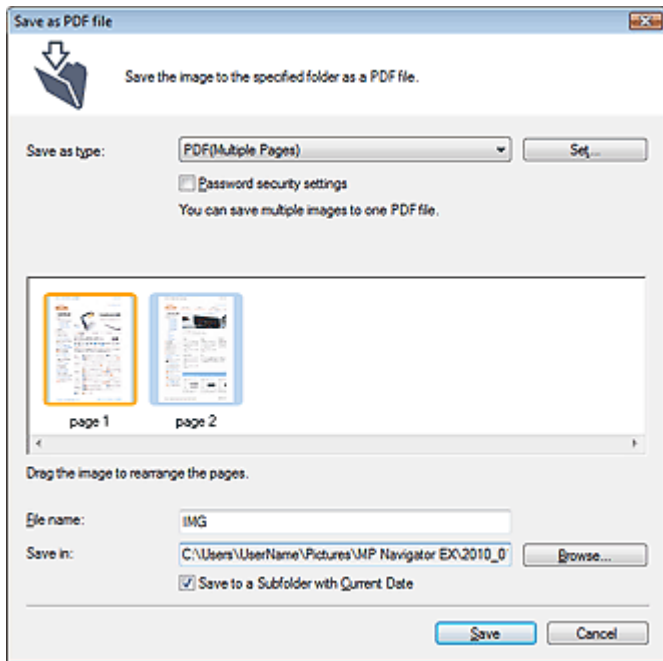 Save as PDF file
Save the image to the specified folder as a PDF file.
Save as type: PDF(Multiple Pages) Set...
Password security settings
You can save multiple images to one PDF file.
page 1 page 2
Drag the image to rearrange the pages.
File name: IMG
Save in: C:\Users\UserName\Pictures\MP Navigator EX\2010_0 Browse...
Save to a Subfolder with Current Date
Save Cancel